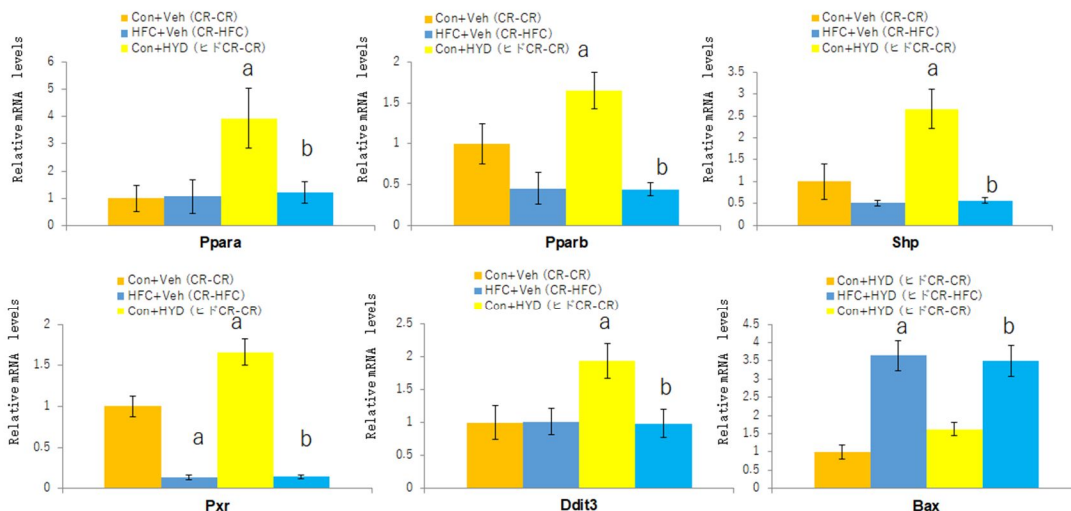 Con+Veh (CR-CR)
HFC+Veh (CR-HFC)
Con+HYD (ヒドCR-CR)
Relative mRNA levels
6
5
4
3
2
1
0
a
b
Ppara
Con+Veh (CR-CR)
HFC+Veh (CR-HFC)
Con+HYD (ヒドCR-CR)
Relative mRNA levels
2
1.5
1
0.5
0
a
b
Pparb
Con+Veh (CR-CR)
HFC+Veh (CR-HFC)
Con+HYD (ヒドCR-CR)
Relative mRNA levels
3.5
3
2.5
2
1.5
1
0.5
0
a
b
Shp
Con+Veh (CR-CR)
HFC+Veh (CR-HFC)
Con+HYD (ヒドCR-CR)
Relative mRNA levels
2
1.5
1
0.5
0
a
a
b
Pxr
Con+Veh (CR-CR)
HFC+Veh (CR-HFC)
Con+HYD (ヒドCR-CR)
Relative mRNA levels
2.5
2
1.5
1
0.5
0
a
b
Ddit3
Con+HYD (ヒドCR-CR)
HFC+HYD (ヒドCR-HFC)
Con+HYD (ヒドCR-CR)
Relative mRNA levels
4.5
4
3.5
3
2.5
2
1.5
1
0.5
0
a
b
Bax